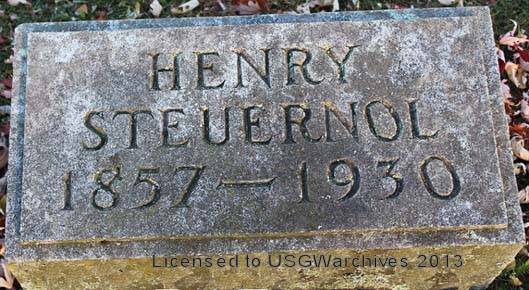 HENRY
STEUERNOL
1857-1930
Licensed to USGWarchives 2013